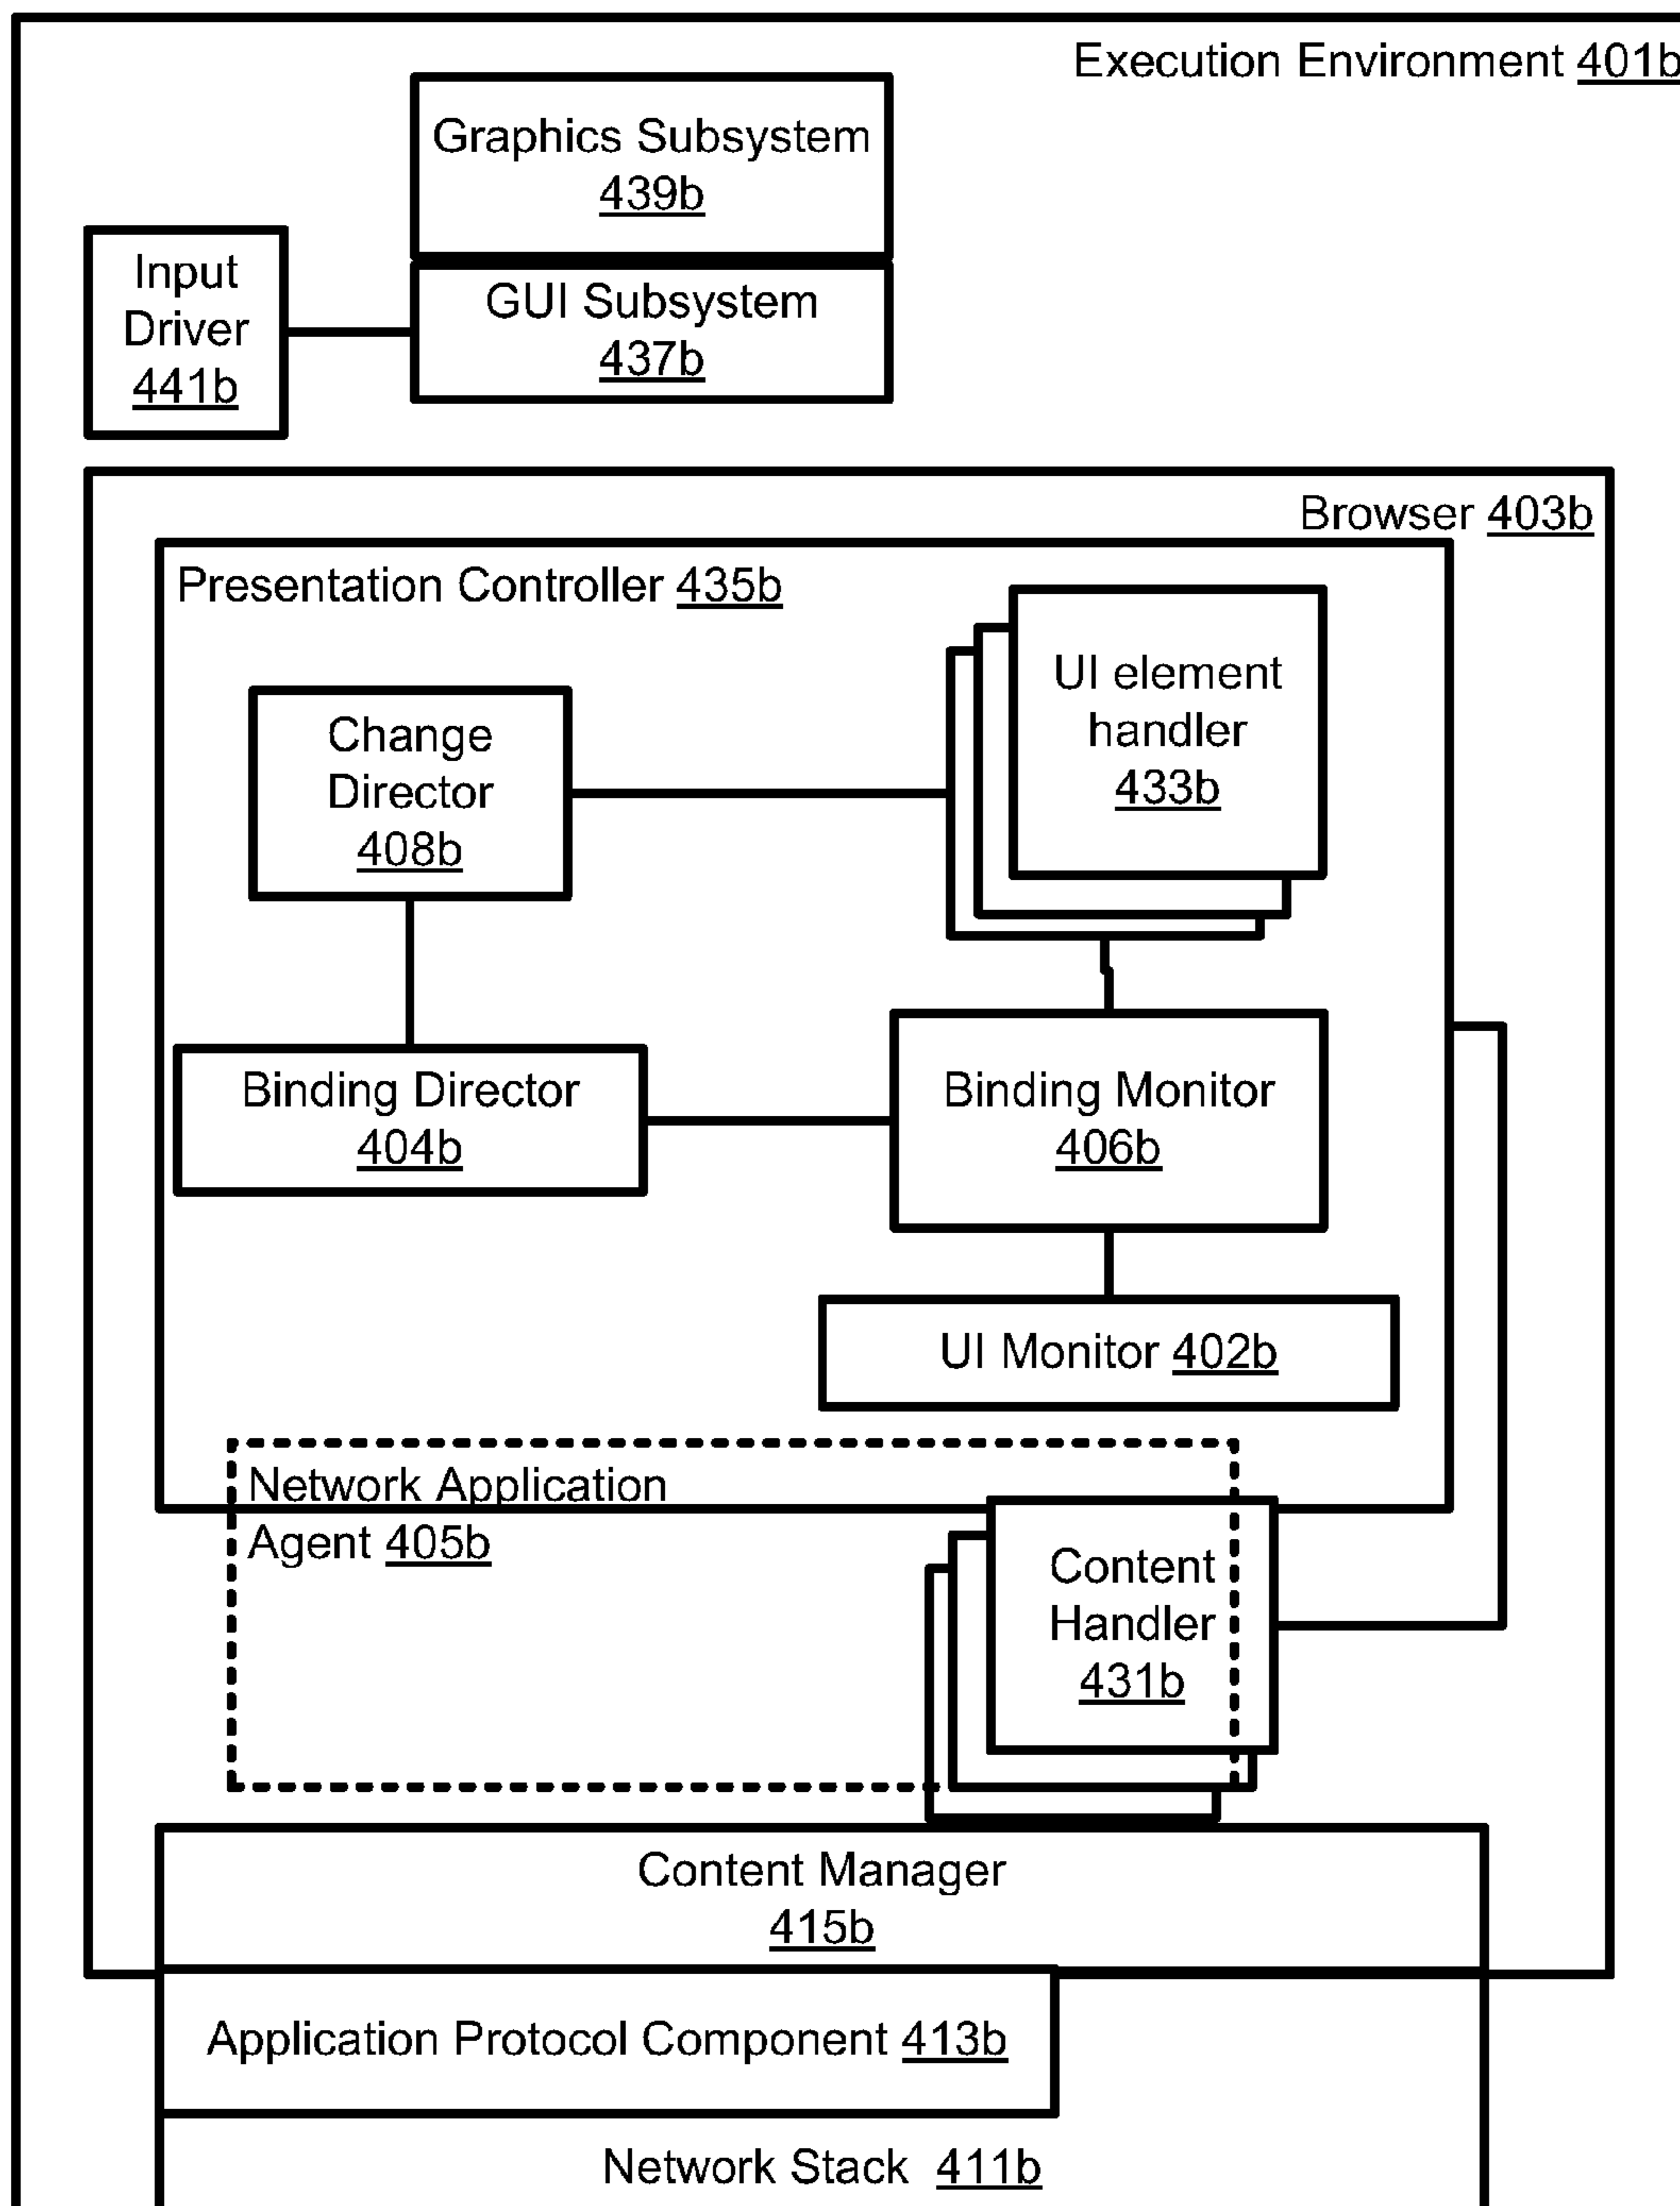 Execution Environment 401b
Graphics Subsystem
439b
Input
Driver
441b
GUI Subsystem
437b
Browser 403b
Presentation Controller 435b
UI element
handler
433b
Change
Director
408b
Binding Director
404b
Binding Monitor
406b
UI Monitor 402b
Network Application
Agent 405b
Content
Handler
431b
Content Manager
415b
Application Protocol Component 413b
Network Stack 411b